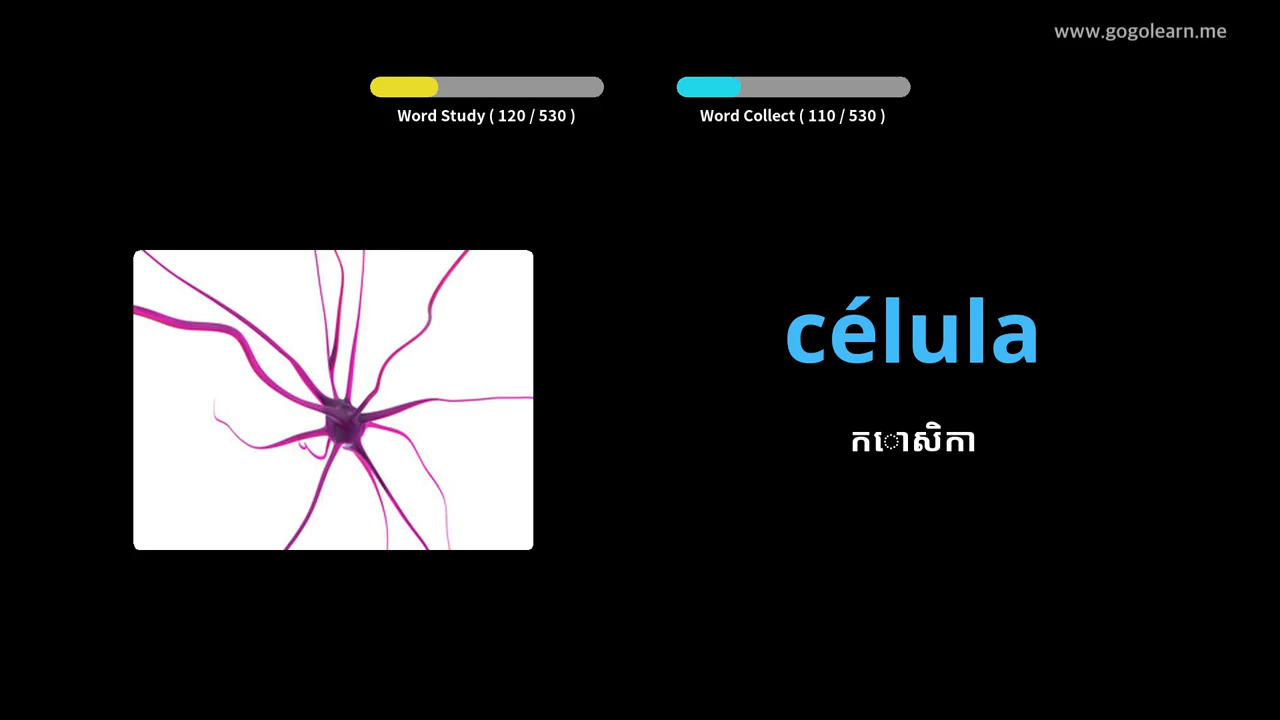 www.gogolearn.me
Word Study ( 120 / 530 )
Word Collect ( 110 / 530 )
célula
កោសិកា